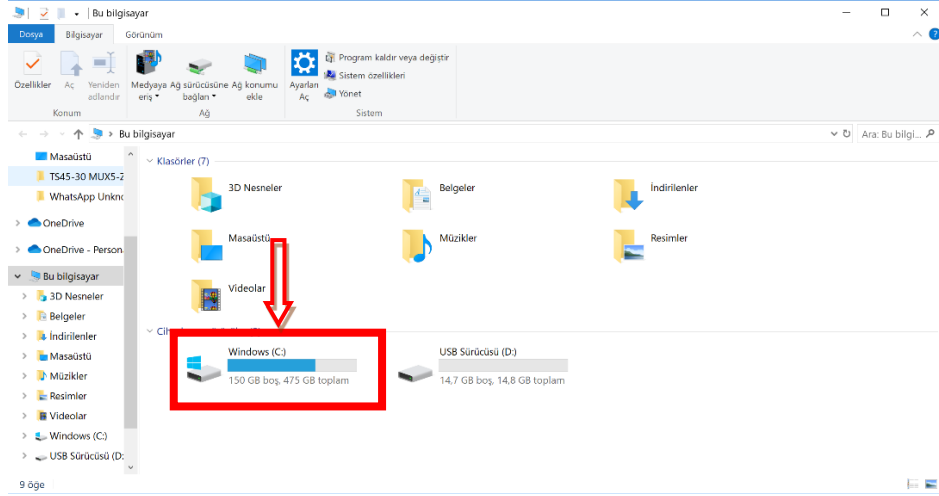 Bu bilgisayar
Dosya Bilgisayar Görünüm
Özellikler Aç Yeniden adlandır Medyaya eriş Ağ sürücüsüne bağlan Ağ konumu ekle Ayarları Aç
Program kaldır veya değiştir
Sistem özellikleri
Yönet
Konum Ağ Sistem
Bu bilgisayar Ara: Bu bilgi...
Masaüstü
TS45-30 MUX5-2
WhatsApp Unkno
OneDrive
OneDrive - Person
Bu bilgisayar
3D Nesneler
Belgeler
İndirilenler
Masaüstü
Müzikler
Resimler
Videolar
Windows (C:)
USB Sürücüsü (D:
Klasörler (7)
3D Nesneler Belgeler İndirilenler
Masaüstü Müzikler Resimler
Videolar
Windows (C:) USB Sürücüsü (D:)
150 GB boş, 475 GB toplam 14,7 GB boş, 14,8 GB toplam
9 öğe